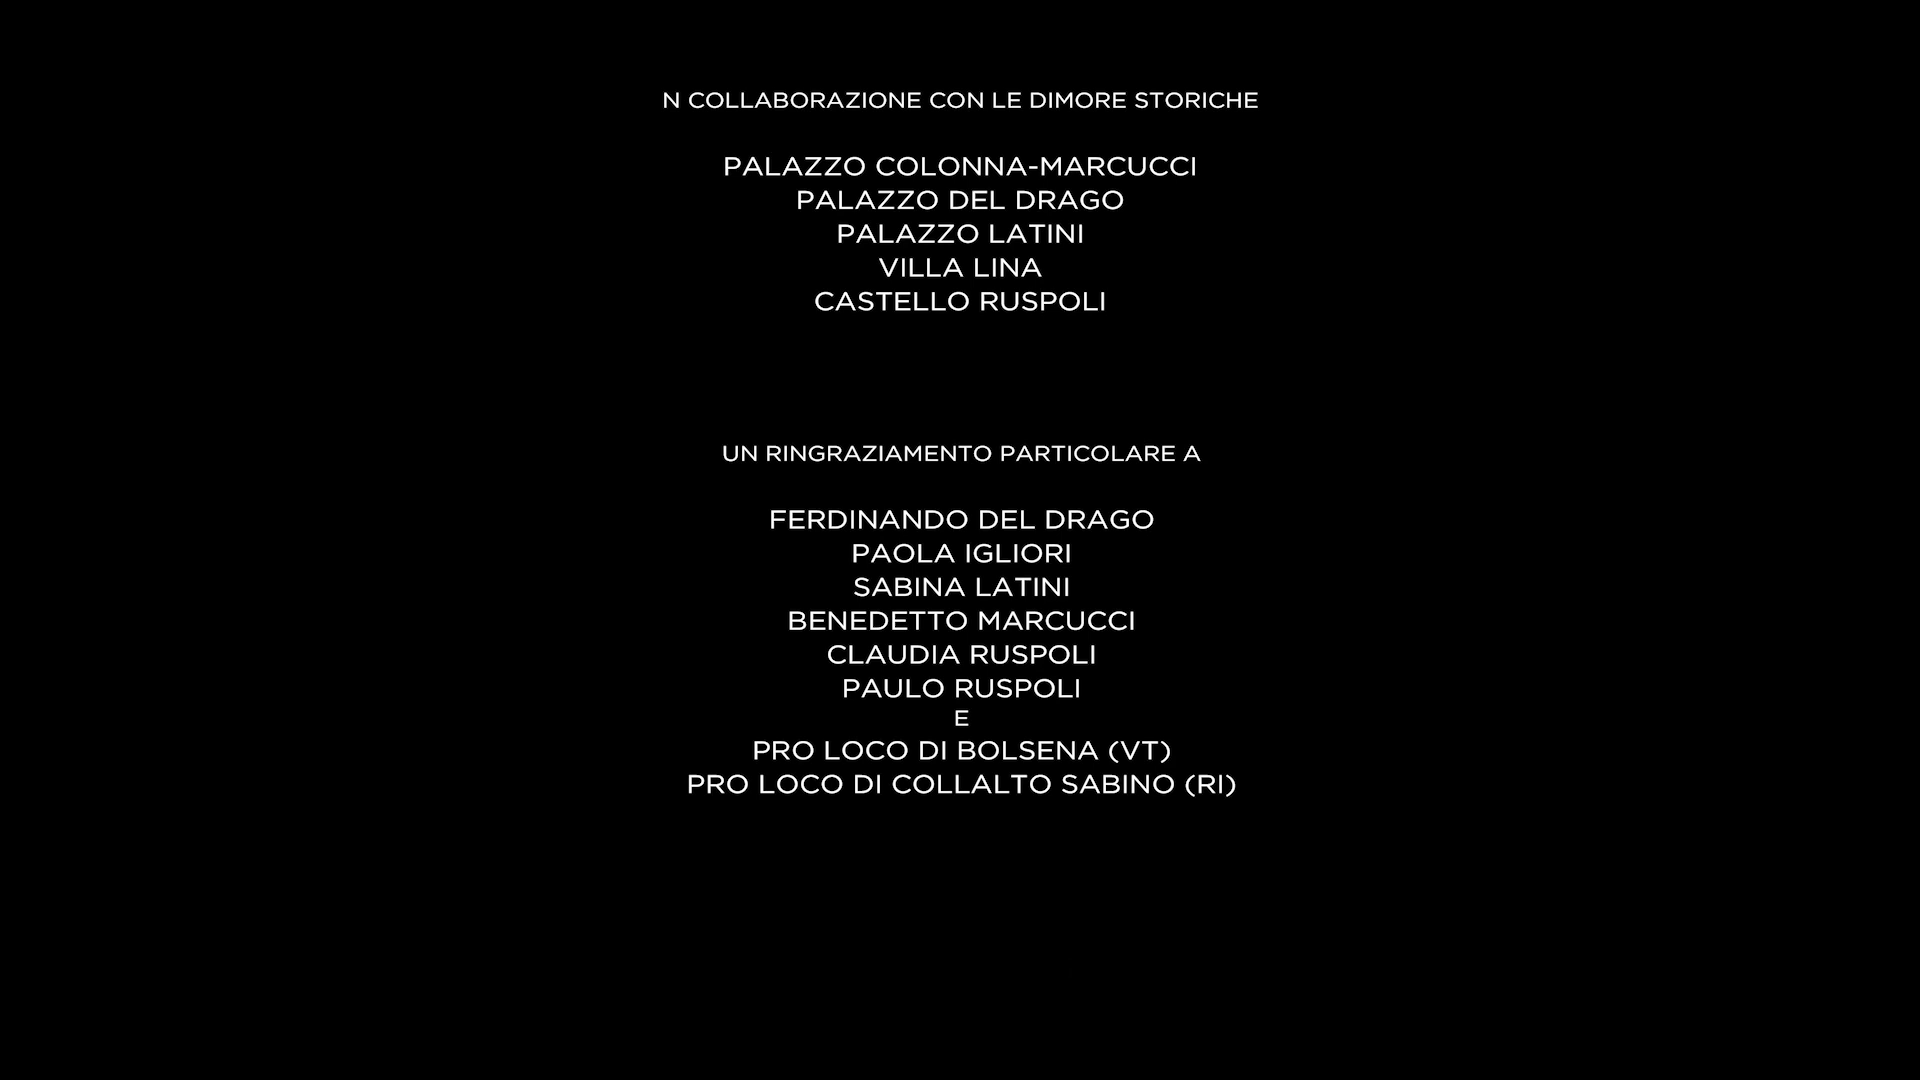 N COLLABORAZIONE CON LE DIMORE STORICHE
PALAZZO COLONNA-MARCUCCI
PALAZZO DEL DRAGO
PALAZZO LATINI
VILLA LINA
CASTELLO RUSPOLI
UN RINGRAZIAMENTO PARTICOLARE A
FERDINANDO DEL DRAGO
PAOLA IGLIORI
SABINA LATINI
BENEDETTO MARCUCCI
CLAUDIA RUSPOLI
PAULO RUSPOLI
E
PRO LOCO DI BOLSENA (VT)
PRO LOCO DI COLLALTO SABINO (RI)